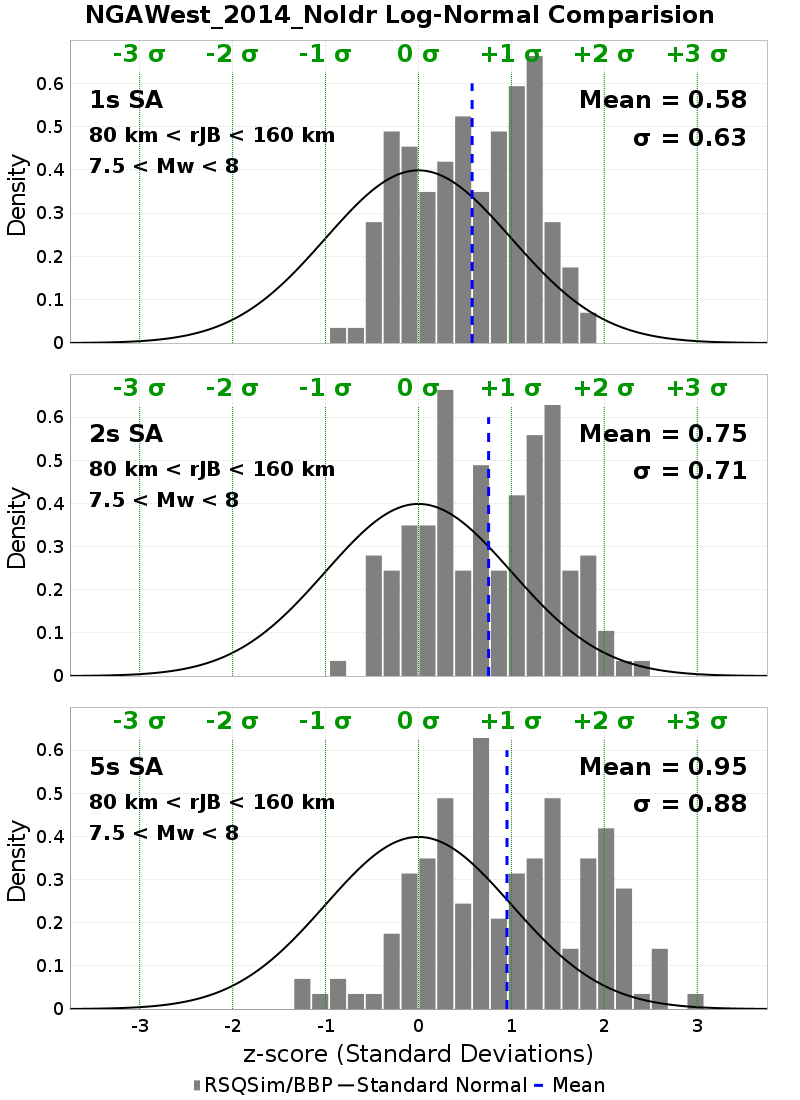 NGAWest_2014_NoIdr Log-Normal Comparision
-3 σ -2 σ -1 σ 0 σ +1 σ +2 σ +3 σ
1s SA
Mean = 0.58
80 km < rJB < 160 km
σ = 0.63
7.5 < Mw < 8
Density
0.6
0.5
0.4
0.3
0.2
0.1
0
-3 σ -2 σ -1 σ 0 σ +1 σ +2 σ +3 σ
2s SA
Mean = 0.75
80 km < rJB < 160 km
σ = 0.71
7.5 < Mw < 8
Density
0.6
0.5
0.4
0.3
0.2
0.1
0
-3 σ -2 σ -1 σ 0 σ +1 σ +2 σ +3 σ
5s SA
Mean = 0.95
80 km < rJB < 160 km
σ = 0.88
7.5 < Mw < 8
Density
0.6
0.5
0.4
0.3
0.2
0.1
0
-3 -2 -1 0 1 2 3
z-score (Standard Deviations)
RSQSim/BBP Standard Normal Mean